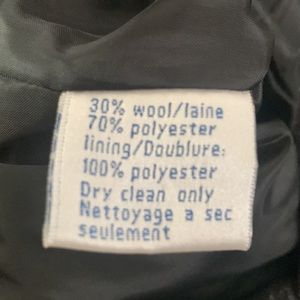 30% wool/laine
70% polyester
lining/Doublure:
100% polyester
Dry clean only
Nettoyage a sec
seulement